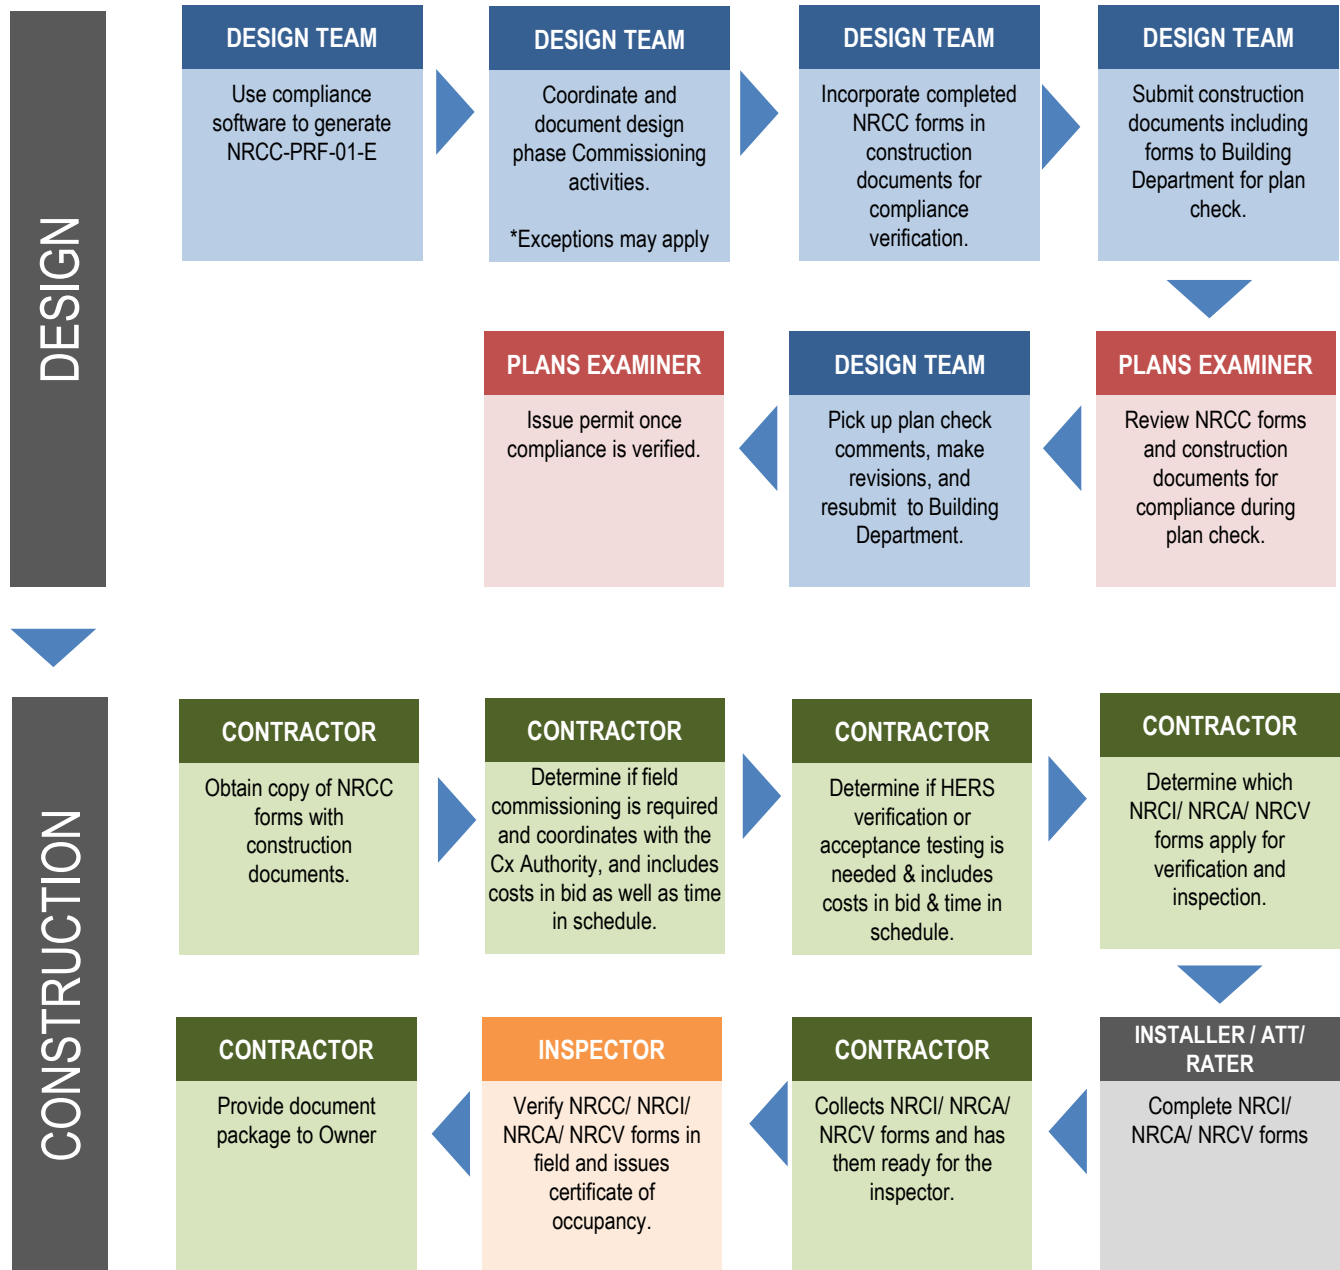 DESIGN
DESIGN TEAM
Use compliance
software to generate
NRCC-PRF-01-E
DESIGN TEAM
Coordinate and
document design
phase Commissioning
activities.
*Exceptions may apply
DESIGN TEAM
Incorporate completed
NRCC forms in
construction
documents for
compliance
verification.
DESIGN TEAM
Submit construction
documents including
forms to Building
Department for plan
check.
PLANS EXAMINER
Review NRCC forms
and construction
documents for
compliance during
plan check.
DESIGN TEAM
Pick up plan check
comments, make
revisions, and
resubmit to Building
Department.
PLANS EXAMINER
Issue permit once
compliance is verified.
CONSTRUCTION
CONTRACTOR
Obtain copy of NRCC
forms with
construction
documents.
CONTRACTOR
Determine if field
commissioning is required
and coordinates with the
Cx Authority, and includes
costs in bid as well as time
in schedule.
CONTRACTOR
Determine if HERS
verification or
acceptance testing is
needed & includes
costs in bid & time in
schedule.
CONTRACTOR
Determine which
NRCI/ NRCA/ NRCV
forms apply for
verification and
inspection.
INSTALLER / ATT/
RATER
Complete NRCI/
NRCA/ NRCV forms
CONTRACTOR
Collects NRCI/ NRCA/
NRCV forms and has
them ready for the
inspector.
INSPECTOR
Verify NRCC/ NRCI/
NRCA/ NRCV forms in
field and issues
certificate of
occupancy.
CONTRACTOR
Provide document
package to Owner